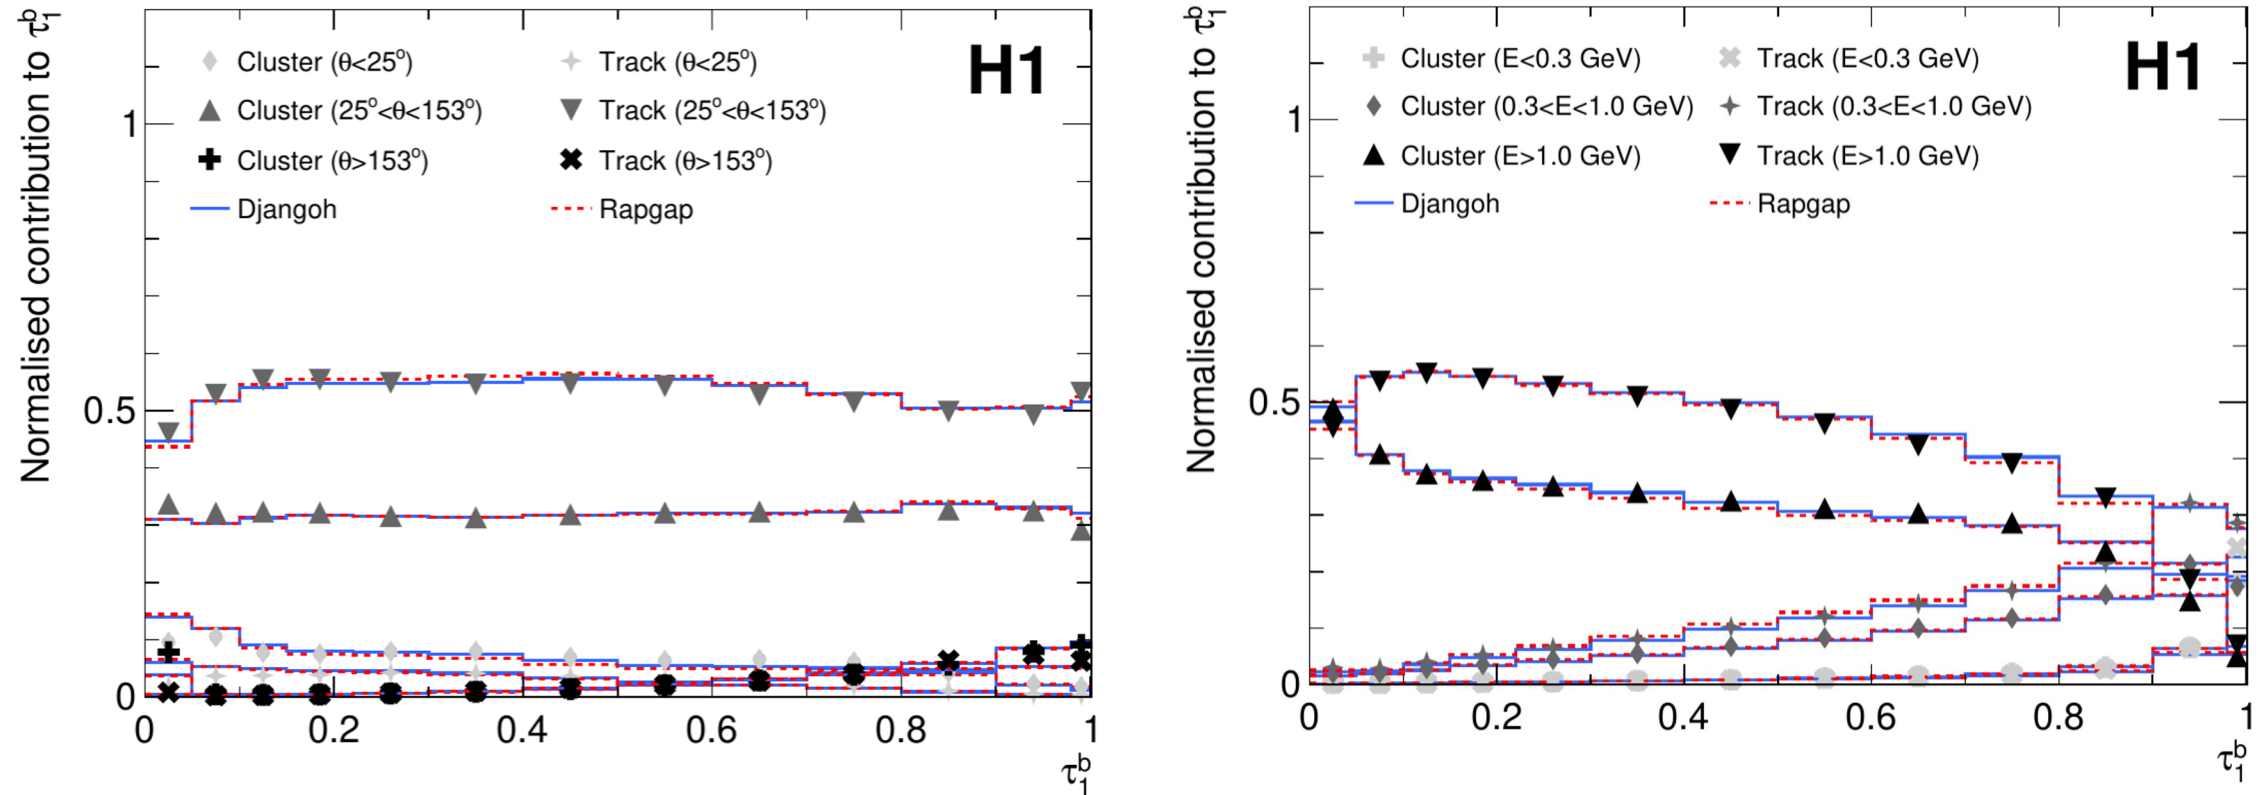 Normalised contribution to τ₁ᵇ
H1
Cluster (θ<25°)
Track (θ<25°)
Cluster (25°<θ<153°)
Track (25°<θ<153°)
Cluster (θ>153°)
Track (θ>153°)
Djangoh
Rapgap
1
0.5
0
0 0.2 0.4 0.6 0.8 1
τ₁ᵇ
Normalised contribution to τ₁ᵇ
H1
Cluster (E<0.3 GeV)
Track (E<0.3 GeV)
Cluster (0.3<E<1.0 GeV)
Track (0.3<E<1.0 GeV)
Cluster (E>1.0 GeV)
Track (E>1.0 GeV)
Djangoh
Rapgap
1
0.5
0
0 0.2 0.4 0.6 0.8 1
τ₁ᵇ